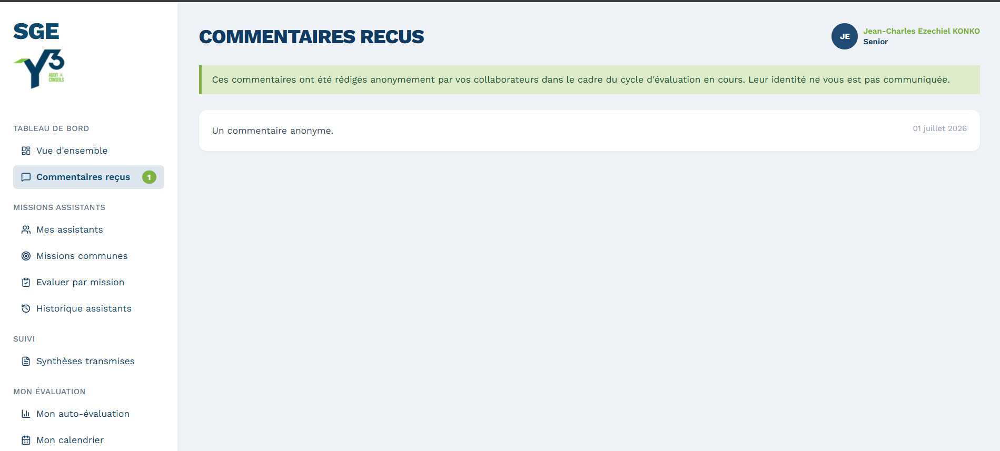 SGE
Y3
AUDIT &
CONSEILS
TABLEAU DE BORD
Vue d'ensemble
Commentaires reçus 1
MISSIONS ASSISTANTS
Mes assistants
Missions communes
Evaluer par mission
Historique assistants
SUIVI
Synthèses transmises
MON ÉVALUATION
Mon auto-évaluation
Mon calendrier
COMMENTAIRES RECUS
JE
Jean-Charles Ezechiel KONKO
Senior
Ces commentaires ont été rédigés anonymement par vos collaborateurs dans le cadre du cycle d'évaluation en cours. Leur identité ne vous est pas communiquée.
Un commentaire anonyme.
01 juillet 2026